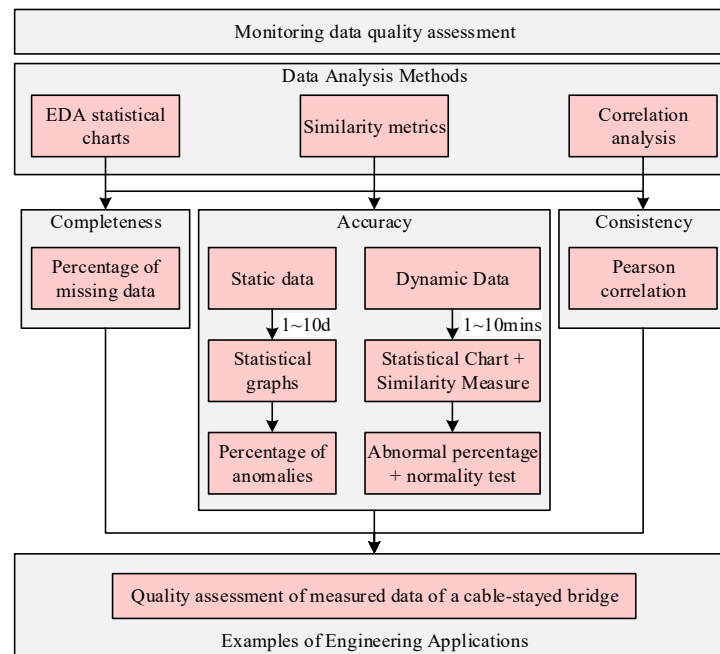 Monitoring data quality assessment
Data Analysis Methods
EDA statistical
charts
Similarity metrics
Correlation
analysis
Completeness
Percentage of
missing data
Accuracy
Static data
1~10d
Statistical
graphs
Percentage of
anomalies
Dynamic Data
1~10mins
Statistical Chart +
Similarity Measure
Abnormal percentage
+ normality test
Consistency
Pearson
correlation
Quality assessment of measured data of a cable-stayed bridge
Examples of Engineering Applications